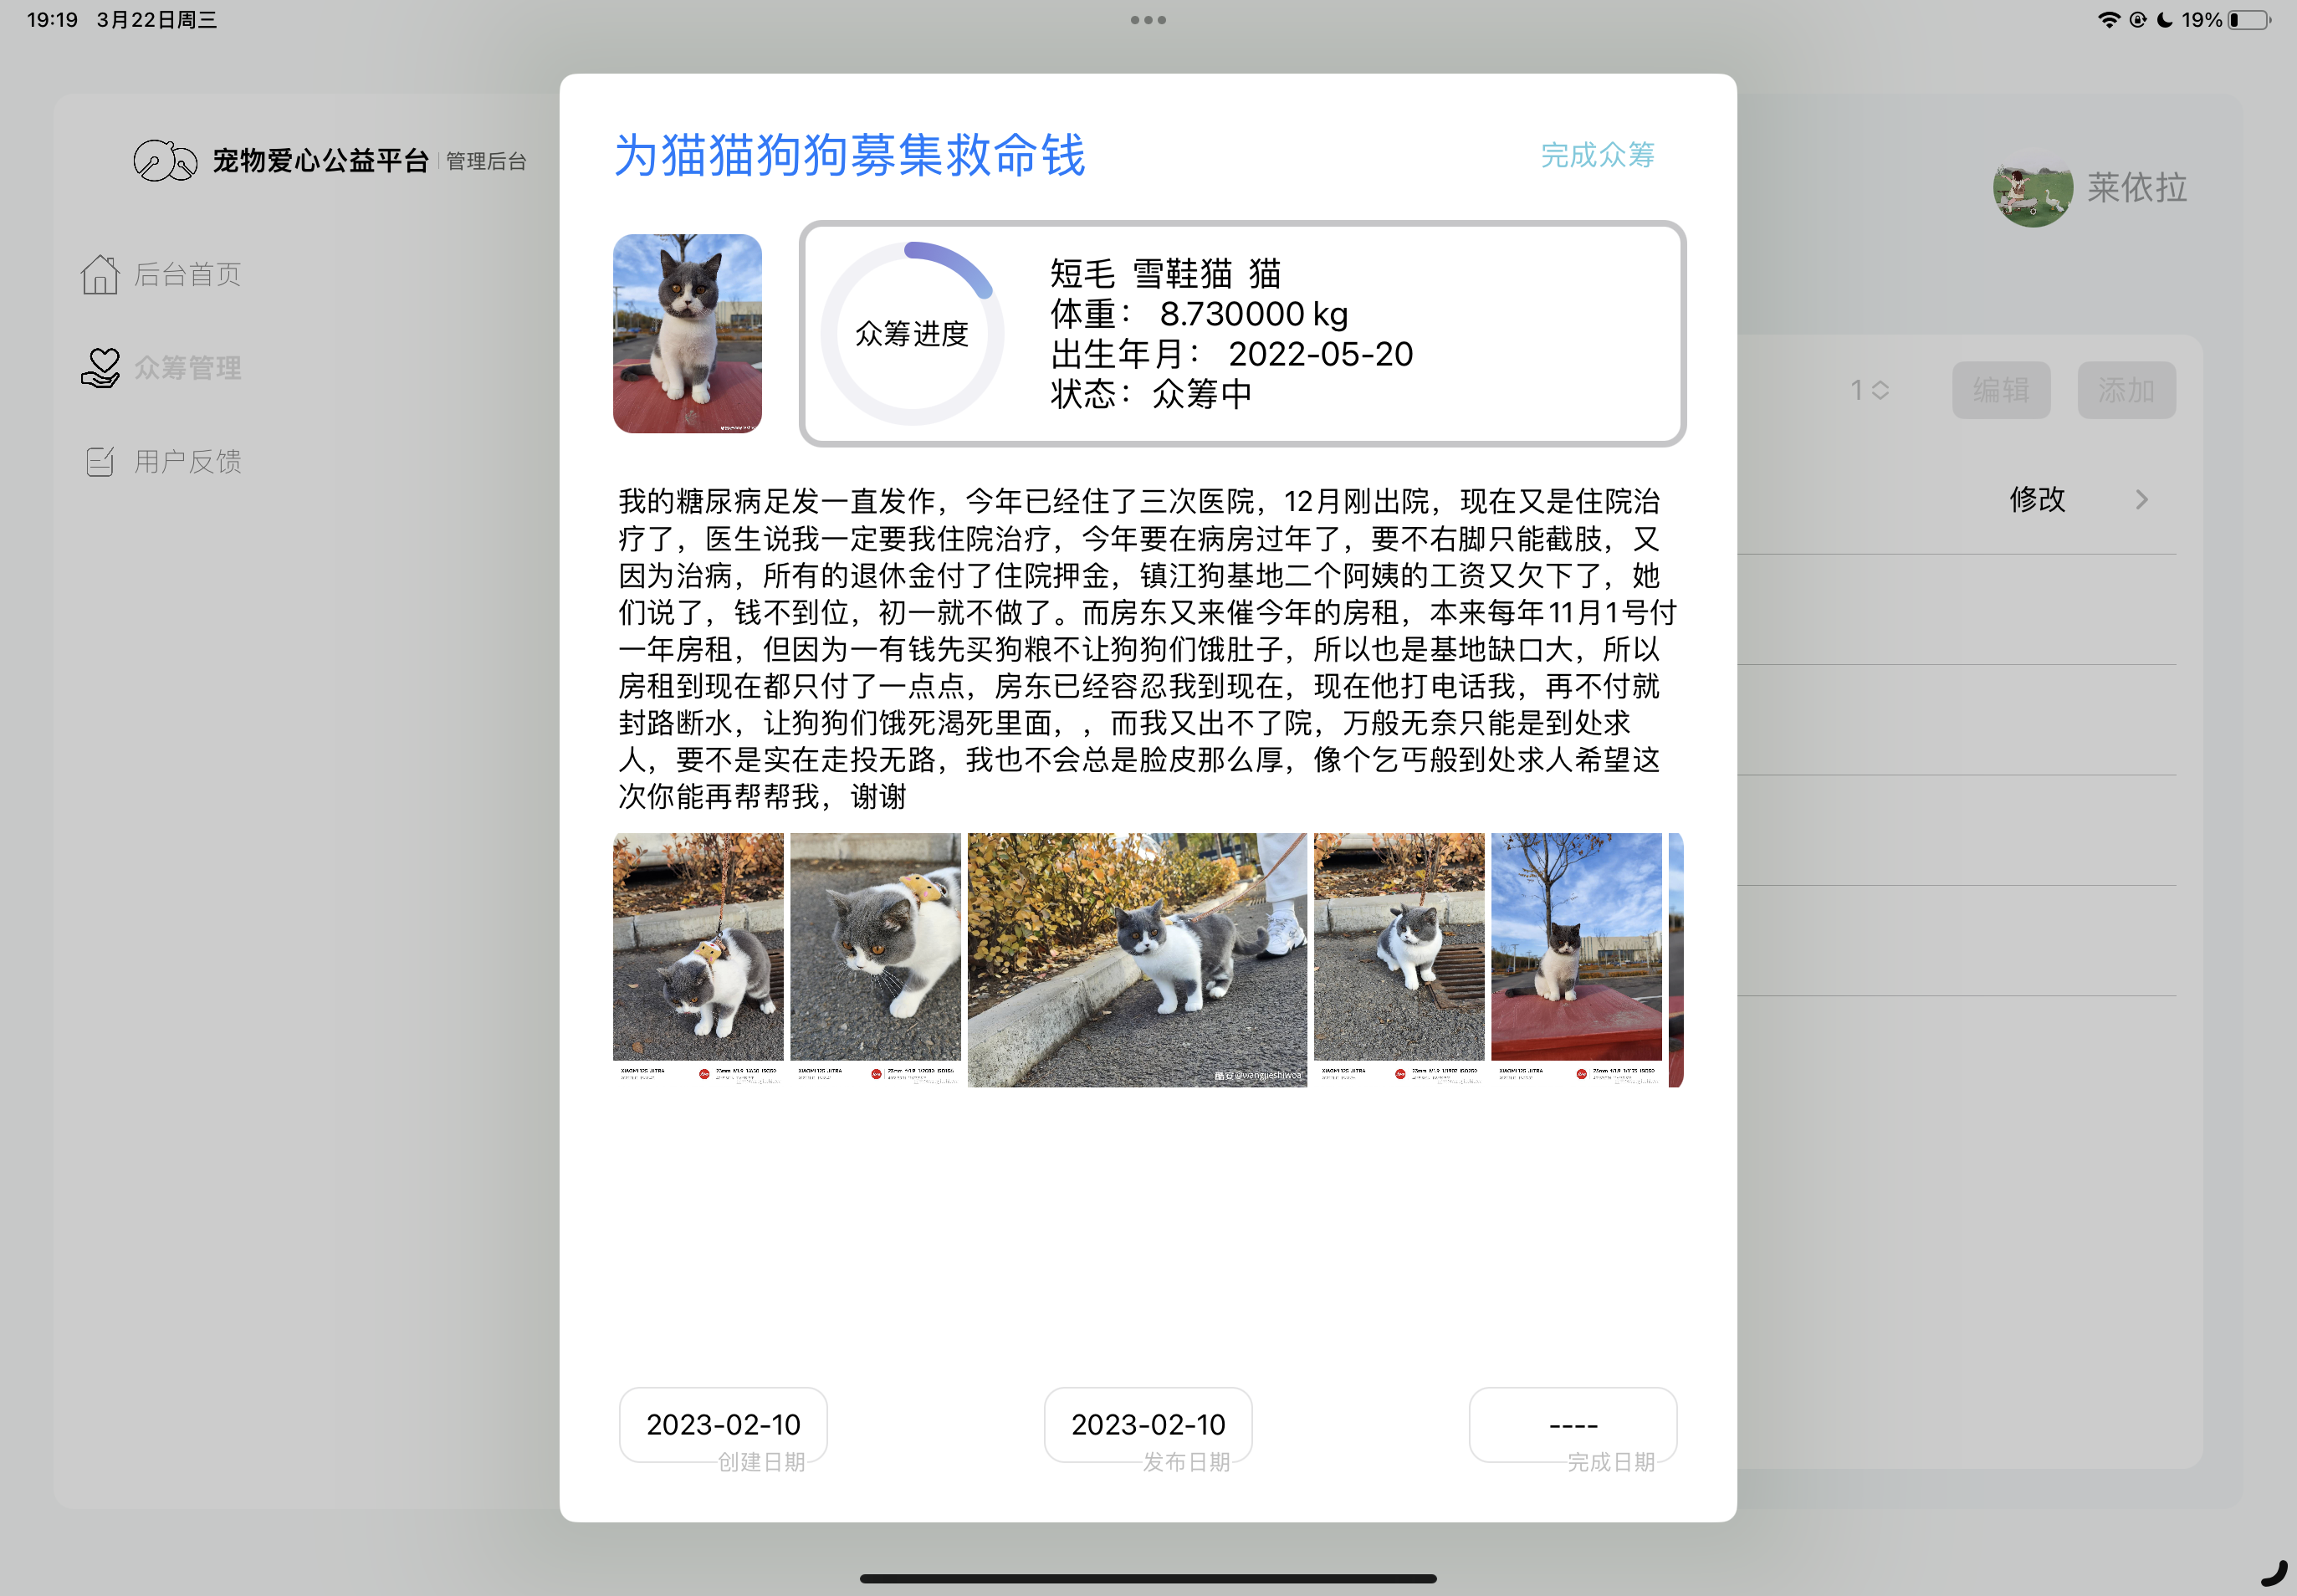 19:19 3月22日周三
19%
宠物爱心公益平台 管理后台
后台首页
众筹管理
用户反馈
莱依拉
1
编辑
添加
修改
为猫猫狗狗募集救命钱
完成众筹
众筹进度
短毛 雪鞋猫 猫
体重： 8.730000 kg
出生年月： 2022-05-20
状态：众筹中
我的糖尿病足发一直发作，今年已经住了三次医院，12月刚出院，现在又是住院治
疗了，医生说我一定要我住院治疗，今年要在病房过年了，要不右脚只能截肢，又
因为治病，所有的退休金付了住院押金，镇江狗基地二个阿姨的工资又欠下了，她
们说了，钱不到位，初一就不做了。而房东又来催今年的房租，本来每年11月1号付
一年房租，但因为一有钱先买狗粮不让狗狗们饿肚子，所以也是基地缺口大，所以
房租到现在都只付了一点点，房东已经容忍我到现在，现在他打电话我，再不付就
封路断水，让狗狗们饿死渴死里面，，而我又出不了院，万般无奈只能是到处求
人，要不是实在走投无路，我也不会总是脸皮那么厚，像个乞丐般到处求人希望这
次你能再帮帮我，谢谢
2023-02-10
创建日期
2023-02-10
发布日期
----
完成日期